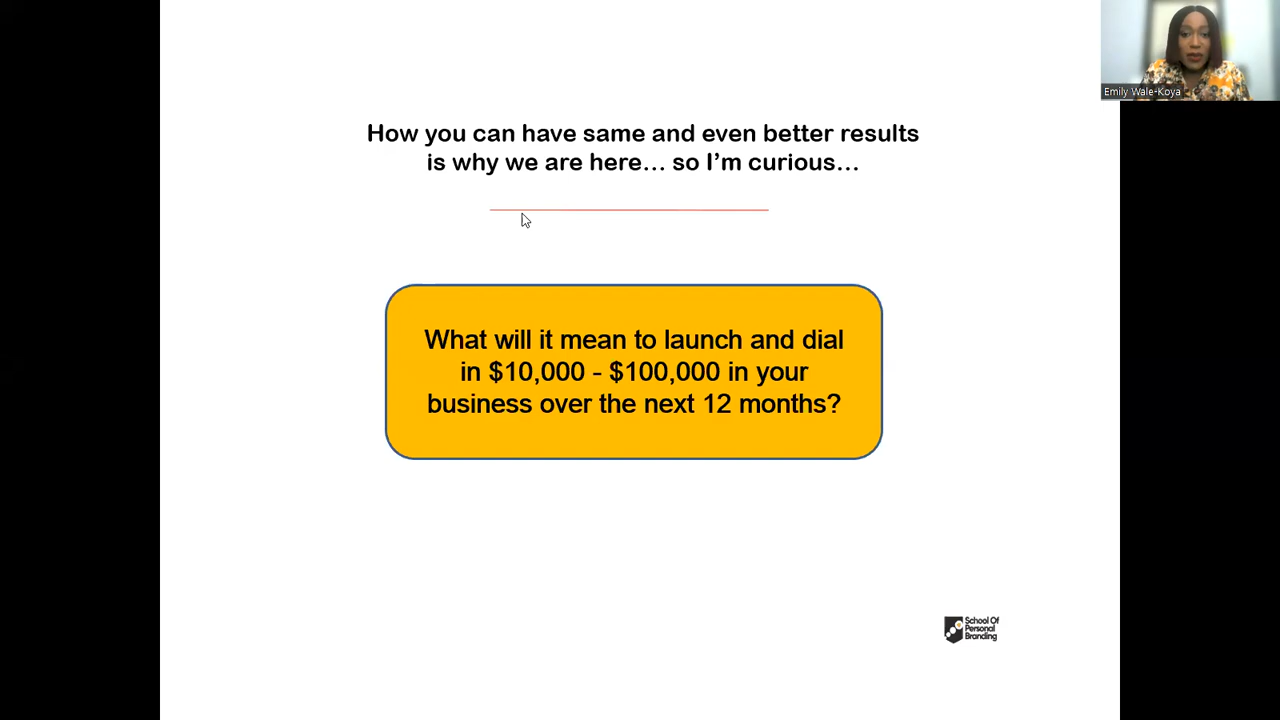 Emily Wale-Koya
How you can have same and even better results
is why we are here... so I'm curious...
What will it mean to launch and dial
in $10,000 - $100,000 in your
business over the next 12 months?
School Of
Personal
Branding